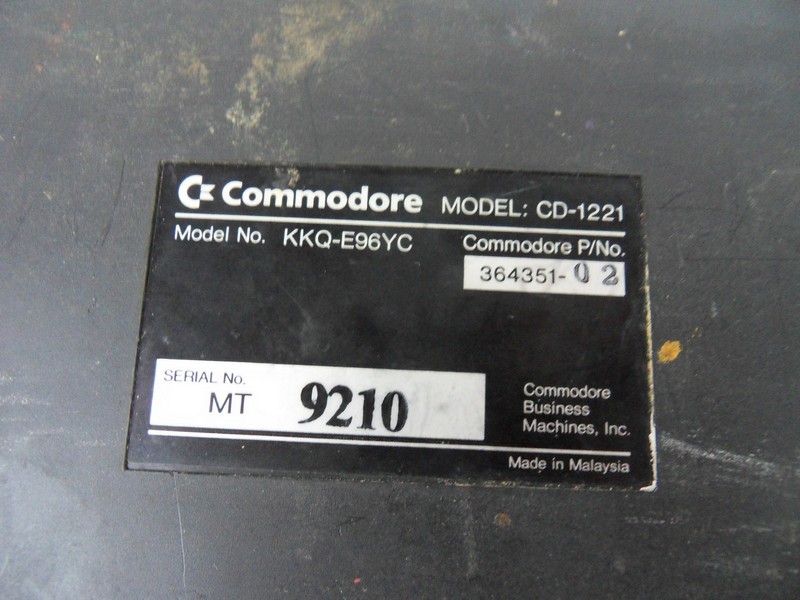 Commodore MODEL: CD-1221
Model No. KKQ-E96YC Commodore P/No.
364351-02
SERIAL No.
MT 9210
Commodore
Business
Machines, Inc.
Made in Malaysia